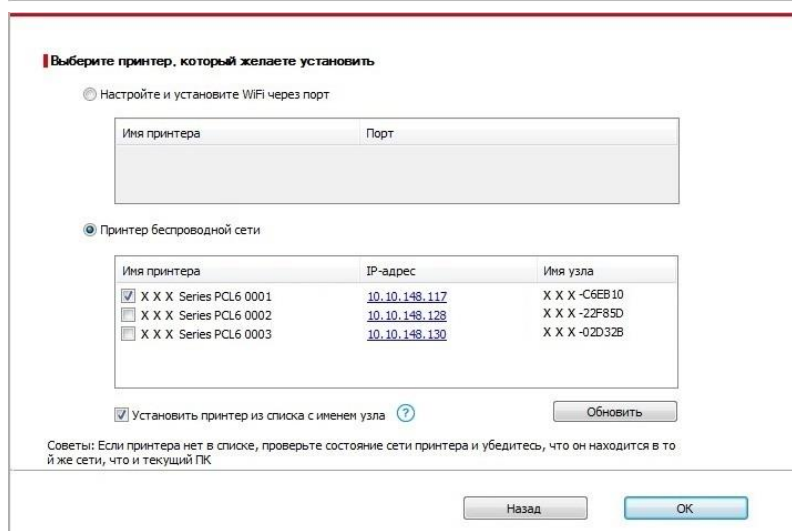 Выберите принтер, который желаете установить
Настройте и установите WiFi через порт
Имя принтера Порт
Принтер беспроводной сети
Имя принтера IP-адрес Имя узла
X X X Series PCL6 0001 10.10.148.117 X X X -C6EB10
X X X Series PCL6 0002 10.10.148.128 X X X -22F85D
X X X Series PCL6 0003 10.10.148.130 X X X -02D32B
Установить принтер из списка с именем узла ? Обновить
Советы: Если принтера нет в списке, проверьте состояние сети принтера и убедитесь, что он находится в то
й же сети, что и текущий ПК
Назад OK